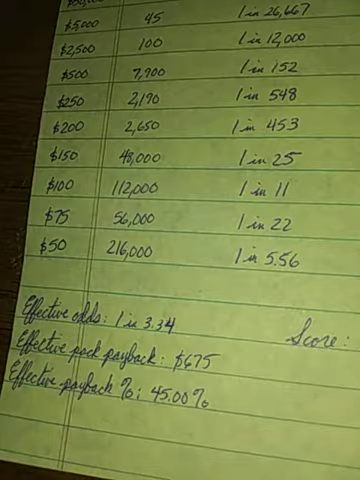 $5,000 45 1 in 26,667
$2,500 100 1 in 12,000
$500 7,900 1 in 152
$250 2,190 1 in 548
$200 2,650 1 in 453
$150 48,000 1 in 25
$100 112,000 1 in 11
$75 56,000 1 in 22
$50 216,000 1 in 5.56
Effective odds: 1 in 3.34
Score:
Effective pack payback: $675
Effective payback %: 45.00%